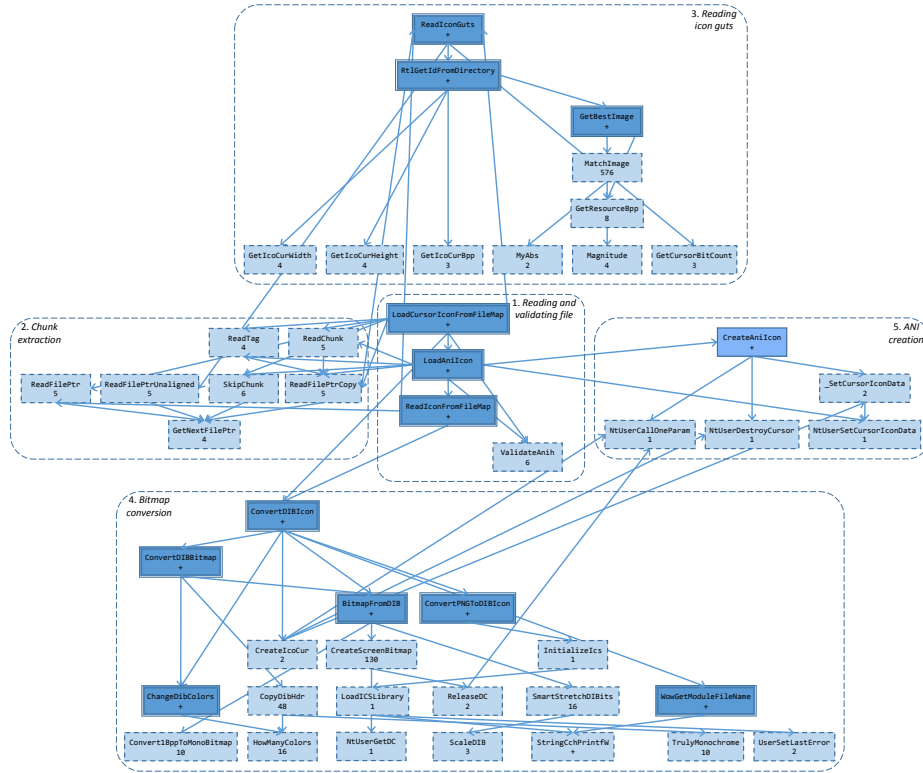 3. Reading
icon guts
ReadIconGuts
+
RtlGetIdFromDirectory
+
GetBestImage
+
MatchImage
576
GetResourceBpp
8
GetIcoCurWidth
4
GetIcoCurHeight
4
GetIcoCurBpp
3
MyAbs
2
Magnitude
4
GetCursorBitCount
3
2. Chunk
extraction
ReadTag
4
ReadChunk
5
ReadFilePtr
5
ReadFilePtrUnaligned
5
SkipChunk
6
ReadFilePtrCopy
5
GetNextFilePtr
4
1. Reading and
validating file
LoadCursorIconFromFileMap
+
LoadAniIcon
+
ReadIconFromFileMap
+
ValidateAnih
6
5. ANI
creation
CreateAniIcon
+
_SetCursorIconData
2
NtUserCallOneParam
1
NtUserDestroyCursor
1
NtUserSetCursorIconData
1
4. Bitmap
conversion
ConvertDIBIcon
+
ConvertDIBBitmap
+
BitmapFromDIB
+
ConvertPNGToDIBIcon
+
CreateIcoCur
2
CreateScreenBitmap
130
InitializeIcs
1
ChangeDibColors
+
CopyDibHdr
48
LoadICSLibrary
1
ReleaseDC
2
SmartStretchDIBits
16
WowGetModuleFileName
+
Convert1BppToMonoBitmap
10
HowManyColors
16
NtUserGetDC
1
ScaleDIB
3
StringCchPrintfW
+
TrulyMonochrome
10
UserSetLastError
2